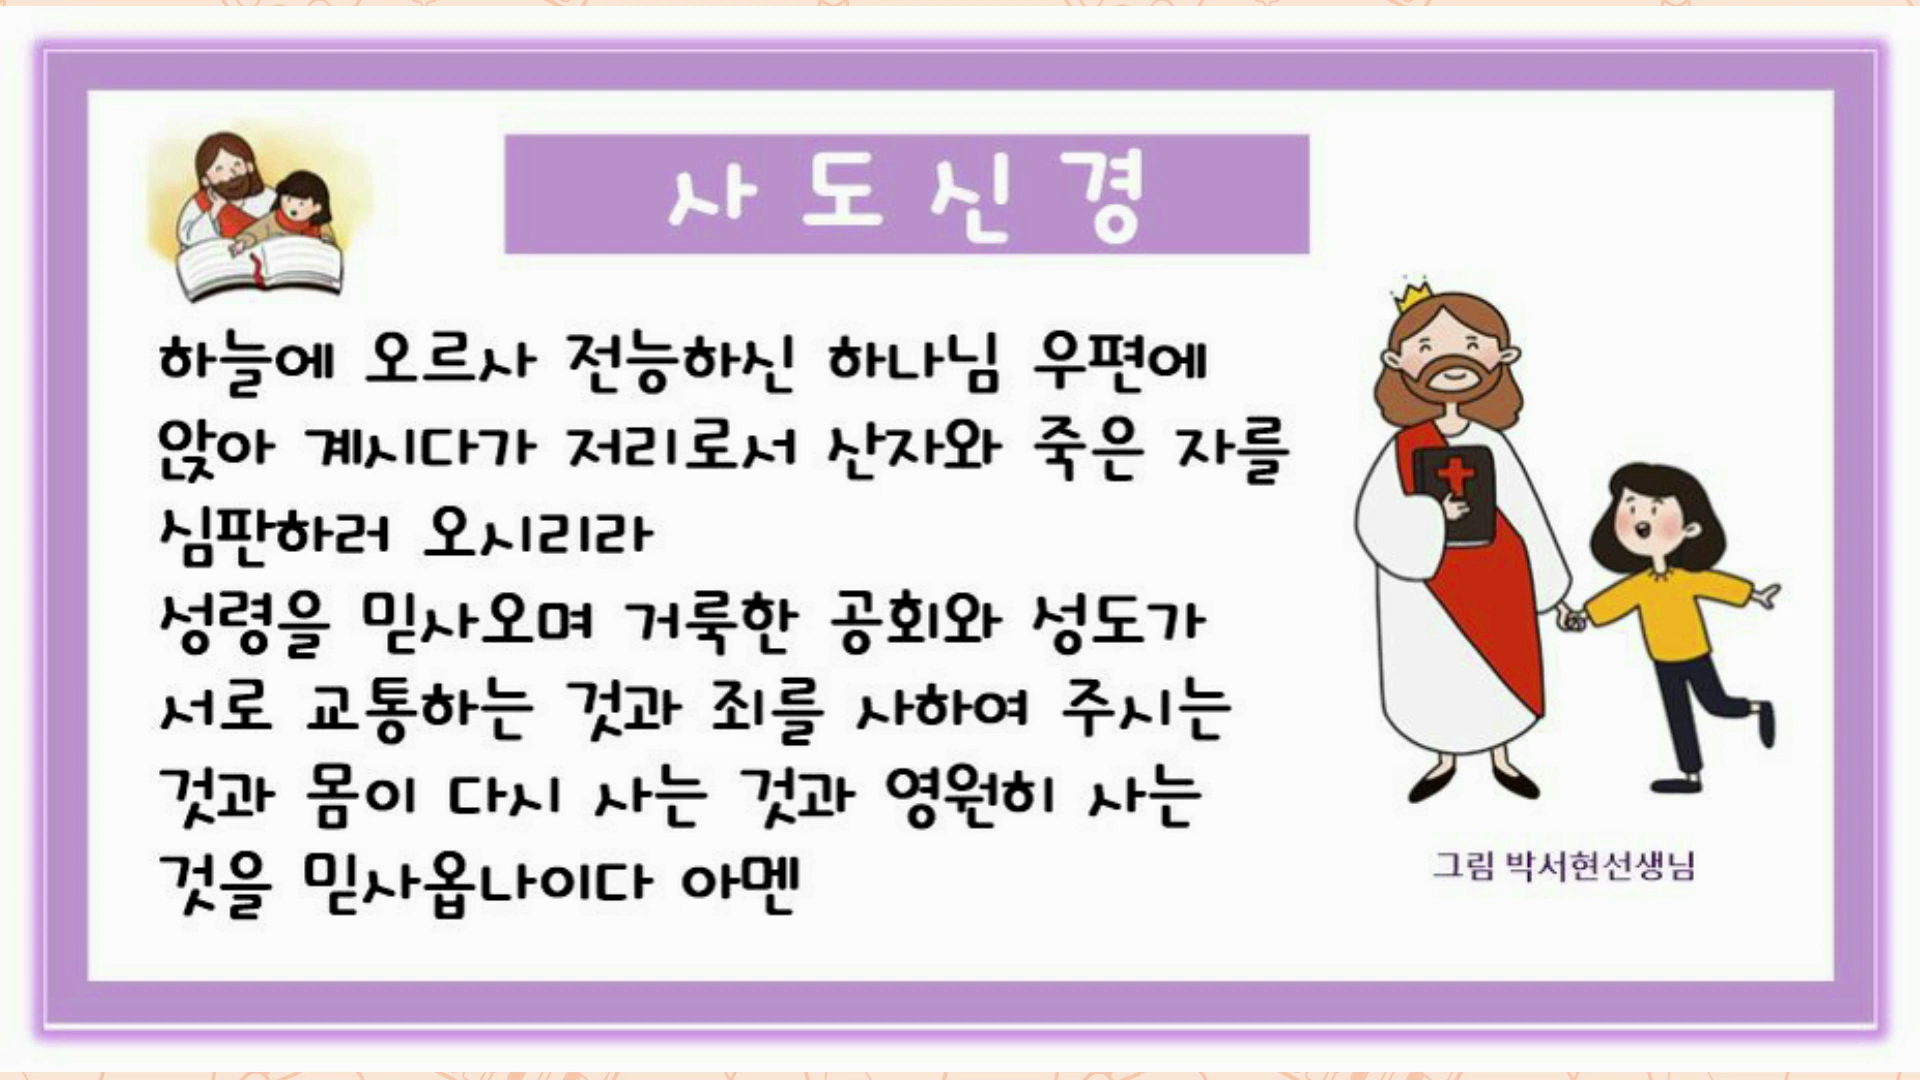 사 도 신 경
하늘에 오르사 전능하신 하나님 우편에
앉아 계시다가 저리로서 산자와 죽은 자를
심판하러 오시리라
성령을 믿사오며 거룩한 공회와 성도가
서로 교통하는 것과 죄를 사하여 주시는
것과 몸이 다시 사는 것과 영원히 사는
것을 믿사옵나이다 아멘
그림 박서현선생님